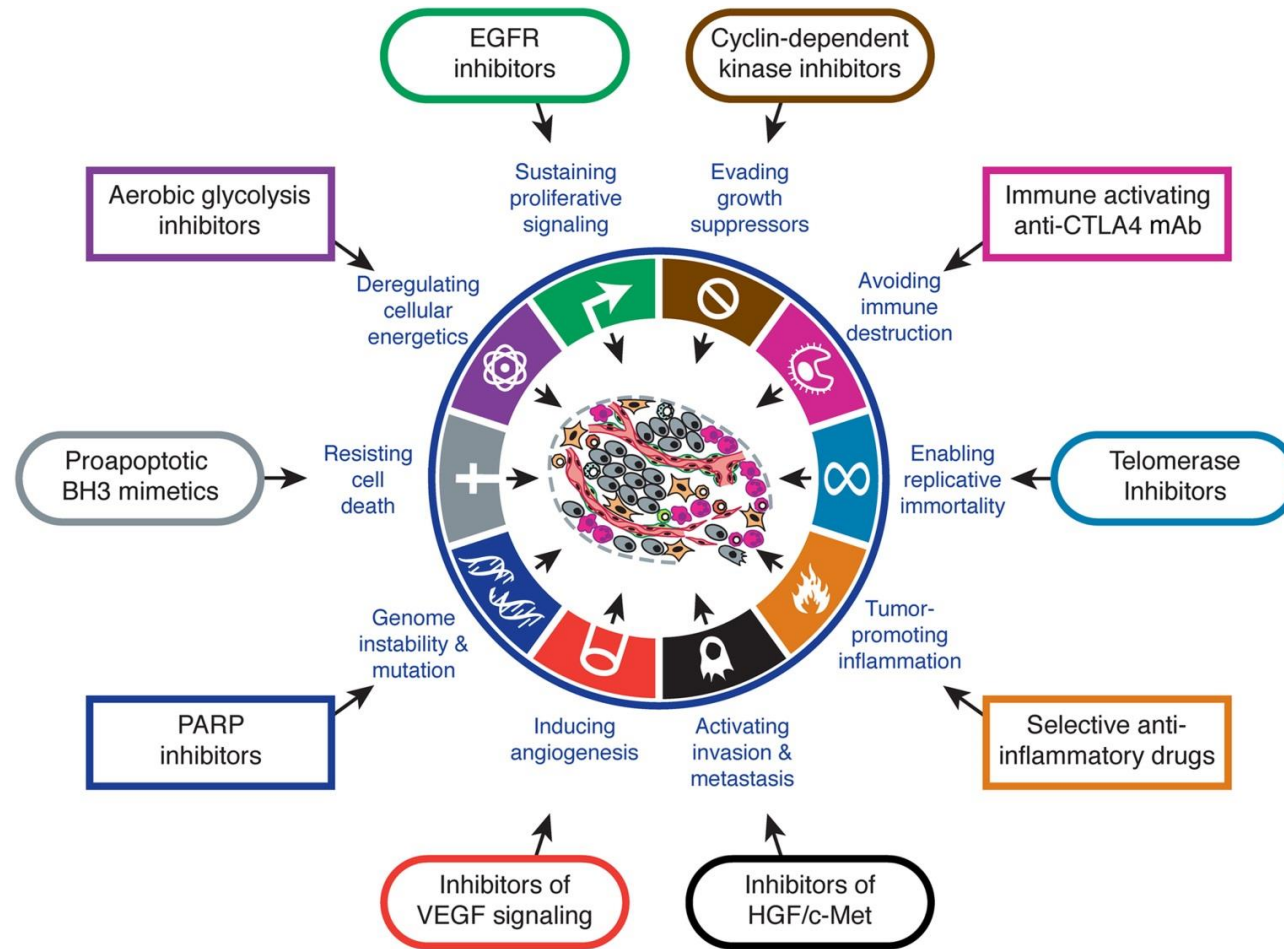 EGFR
inhibitors
Cyclin-dependent
kinase inhibitors
Sustaining
proliferative
signaling
Evading
growth
suppressors
Aerobic glycolysis
inhibitors
Immune activating
anti-CTLA4 mAb
Deregulating
cellular
energetics
Avoiding
immune
destruction
Proapoptotic
BH3 mimetics
Resisting
cell
death
Enabling
replicative
immortality
Telomerase
Inhibitors
Genome
instability &
mutation
Tumor-
promoting
inflammation
PARP
inhibitors
Inducing
angiogenesis
Activating
invasion &
metastasis
Selective anti-
inflammatory drugs
Inhibitors of
VEGF signaling
Inhibitors of
HGF/c-Met